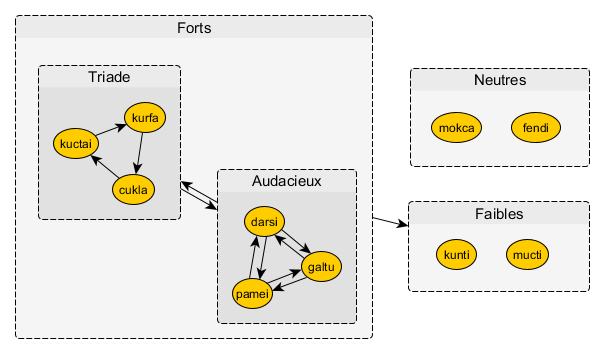 Forts
Triade
kurfa
kuctai
cukla
Audacieux
darsi
galtu
pamei
Neutres
mokca
fendi
Faibles
kunti
mucti